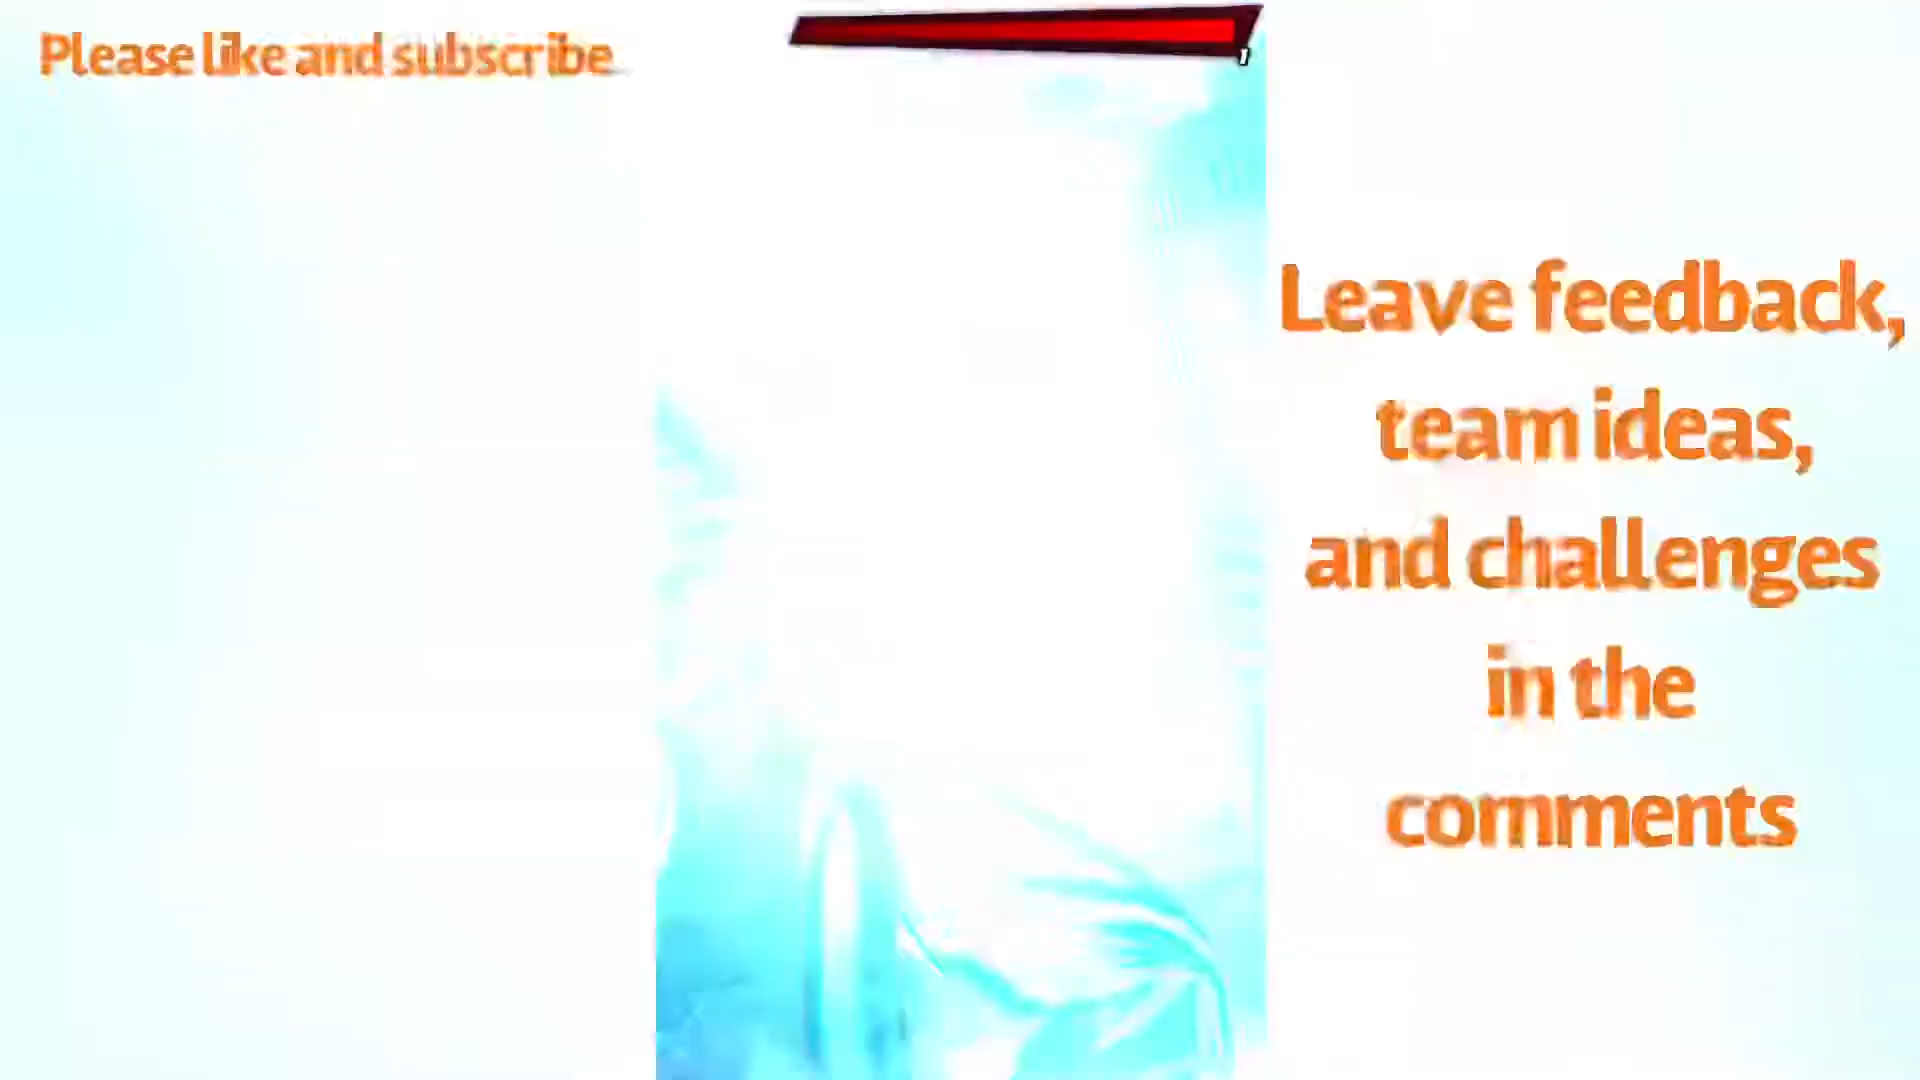 Please like and subscribe
Leave feedback,
team ideas,
and challenges
in the
comments